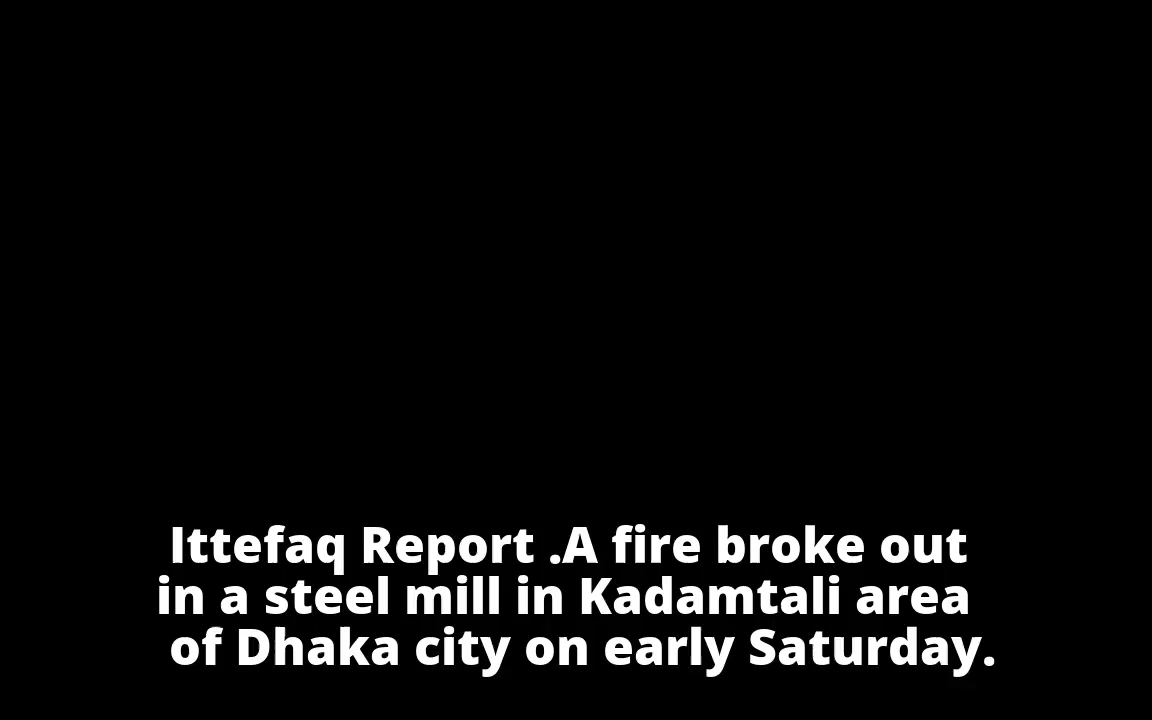 Ittefaq Report .A fire broke out
in a steel mill in Kadamtali area
of Dhaka city on early Saturday.